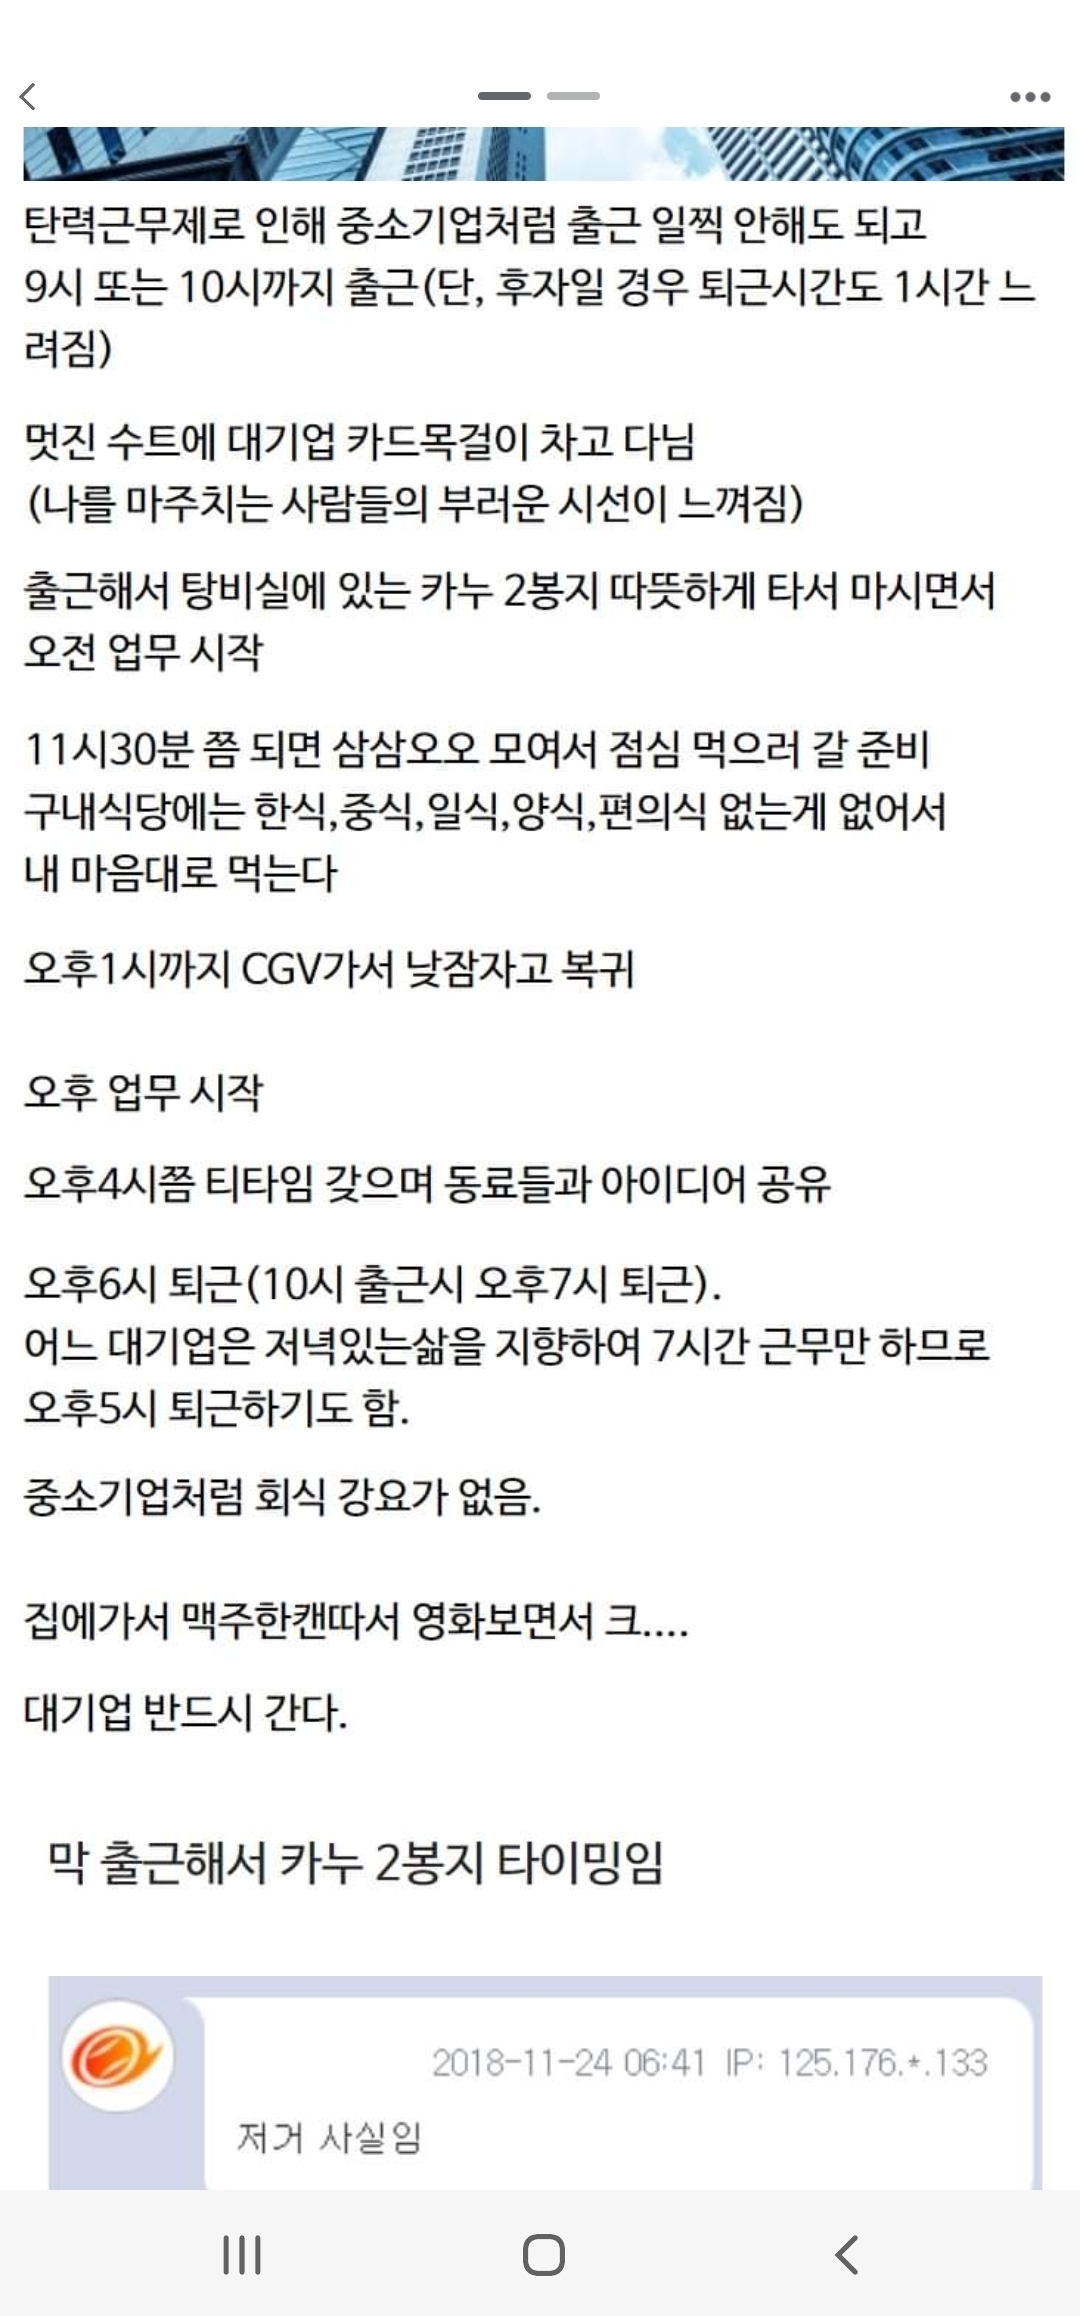 탄력근무제로 인해 중소기업처럼 출근 일찍 안해도 되고
9시 또는 10시까지 출근(단, 후자일 경우 퇴근시간도 1시간 느
려짐)
멋진 수트에 대기업 카드목걸이 차고 다님
(나를 마주치는 사람들의 부러운 시선이 느껴짐)
출근해서 탕비실에 있는 카누 2봉지 따뜻하게 타서 마시면서
오전 업무 시작
11시30분 쯤 되면 삼삼오오 모여서 점심 먹으러 갈 준비
구내식당에는 한식,중식,일식,양식,편의식 없는게 없어서
내 마음대로 먹는다
오후1시까지 CGV가서 낮잠자고 복귀
오후 업무 시작
오후4시쯤 티타임 갖으며 동료들과 아이디어 공유
오후6시 퇴근(10시 출근시 오후7시 퇴근).
어느 대기업은 저녁있는삶을 지향하여 7시간 근무만 하므로
오후5시 퇴근하기도 함.
중소기업처럼 회식 강요가 없음.
집에가서 맥주한캔따서 영화보면서 크....
대기업 반드시 간다.
막 출근해서 카누 2봉지 타이밍임
2018-11-24 06:41 IP: 125.176.*.133
저거 사실임